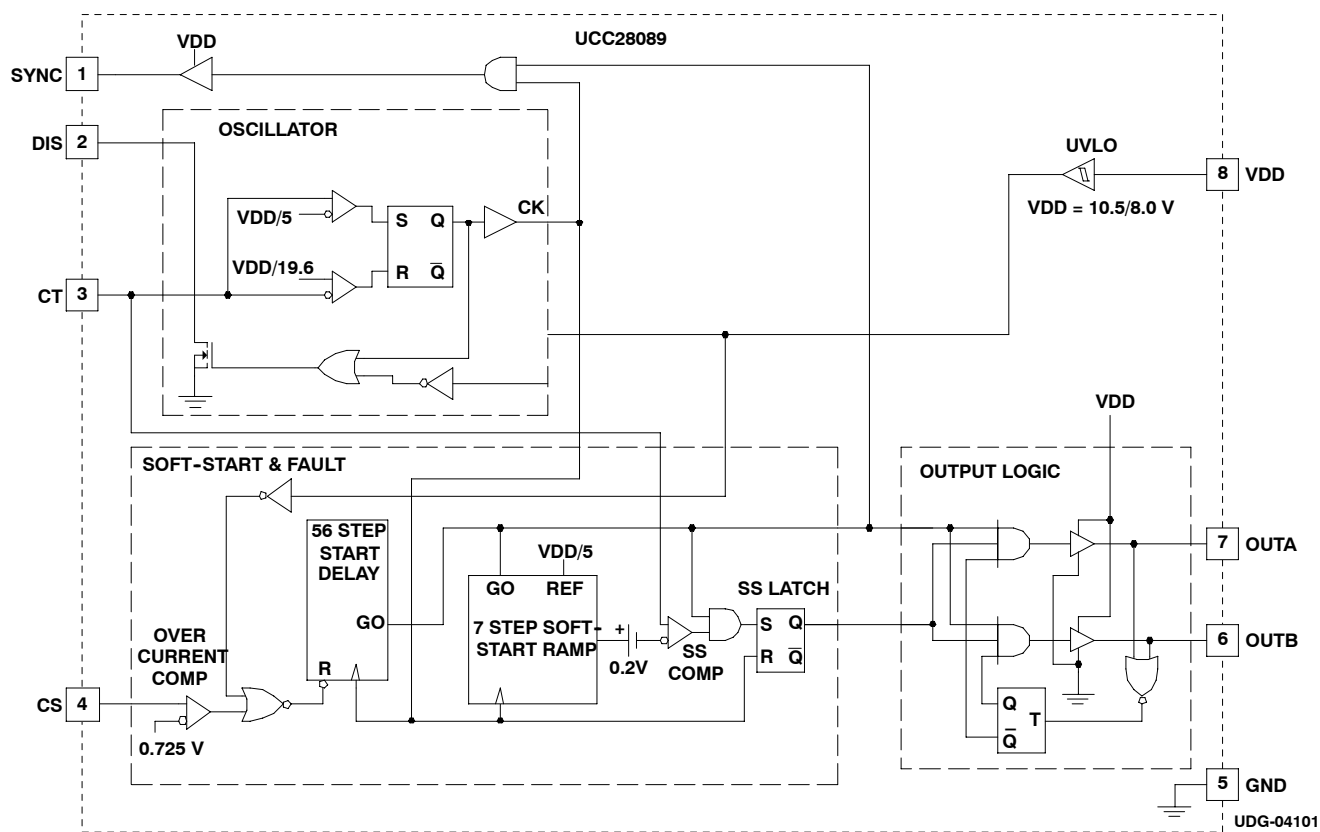 UCC28089
VDD
SYNC
1
DIS
2
OSCILLATOR
UVLO
8
VDD
VDD = 10.5/8.0 V
VDD/5
S
Q
CK
VDD/19.6
R
Q
CT
3
VDD
SOFT-START & FAULT
OUTPUT LOGIC
56 STEP
START
DELAY
GO
R
VDD/5
GO
REF
7 STEP SOFT-
START RAMP
+
0.2V
SS
COMP
SS LATCH
S
Q
R
Q
7
OUTA
6
OUTB
OVER
CURRENT
COMP
CS
4
0.725 V
Q
T
Q
5
GND
UDG-04101